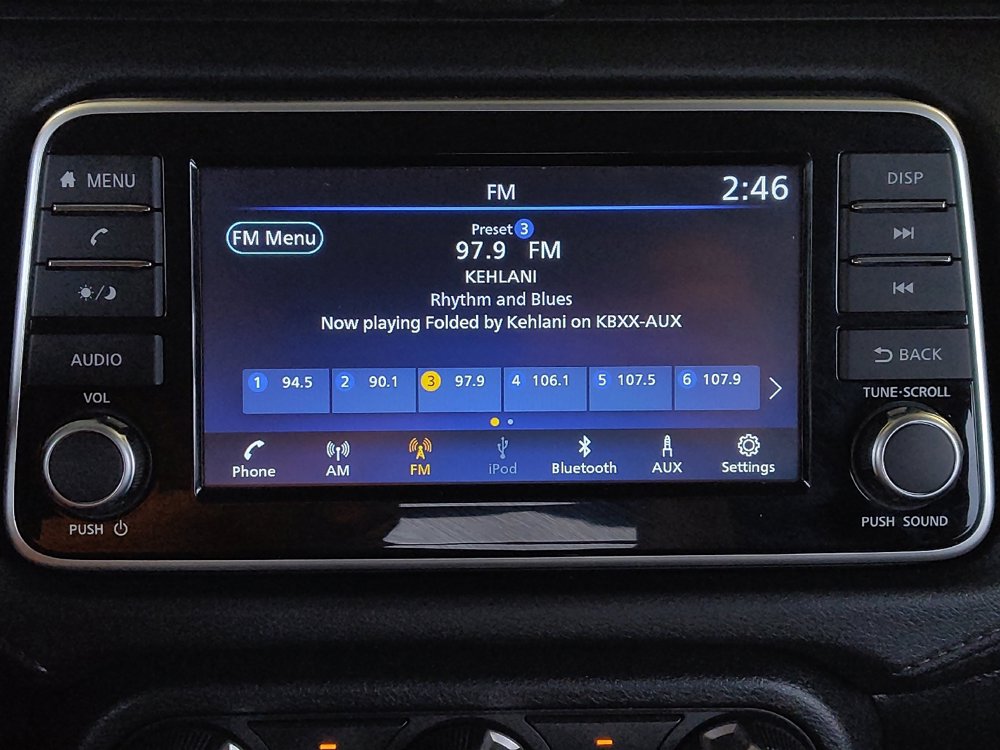 MENU
AUDIO
VOL
PUSH
FM
2:46
FM Menu
Preset 3
97.9 FM
KEHLANI
Rhythm and Blues
Now playing Folded by Kehlani on KBXX-AUX
1 94.5 2 90.1 3 97.9 4 106.1 5 107.5 6 107.9
Phone AM FM iPod Bluetooth AUX Settings
DISP
BACK
TUNE·SCROLL
PUSH SOUND